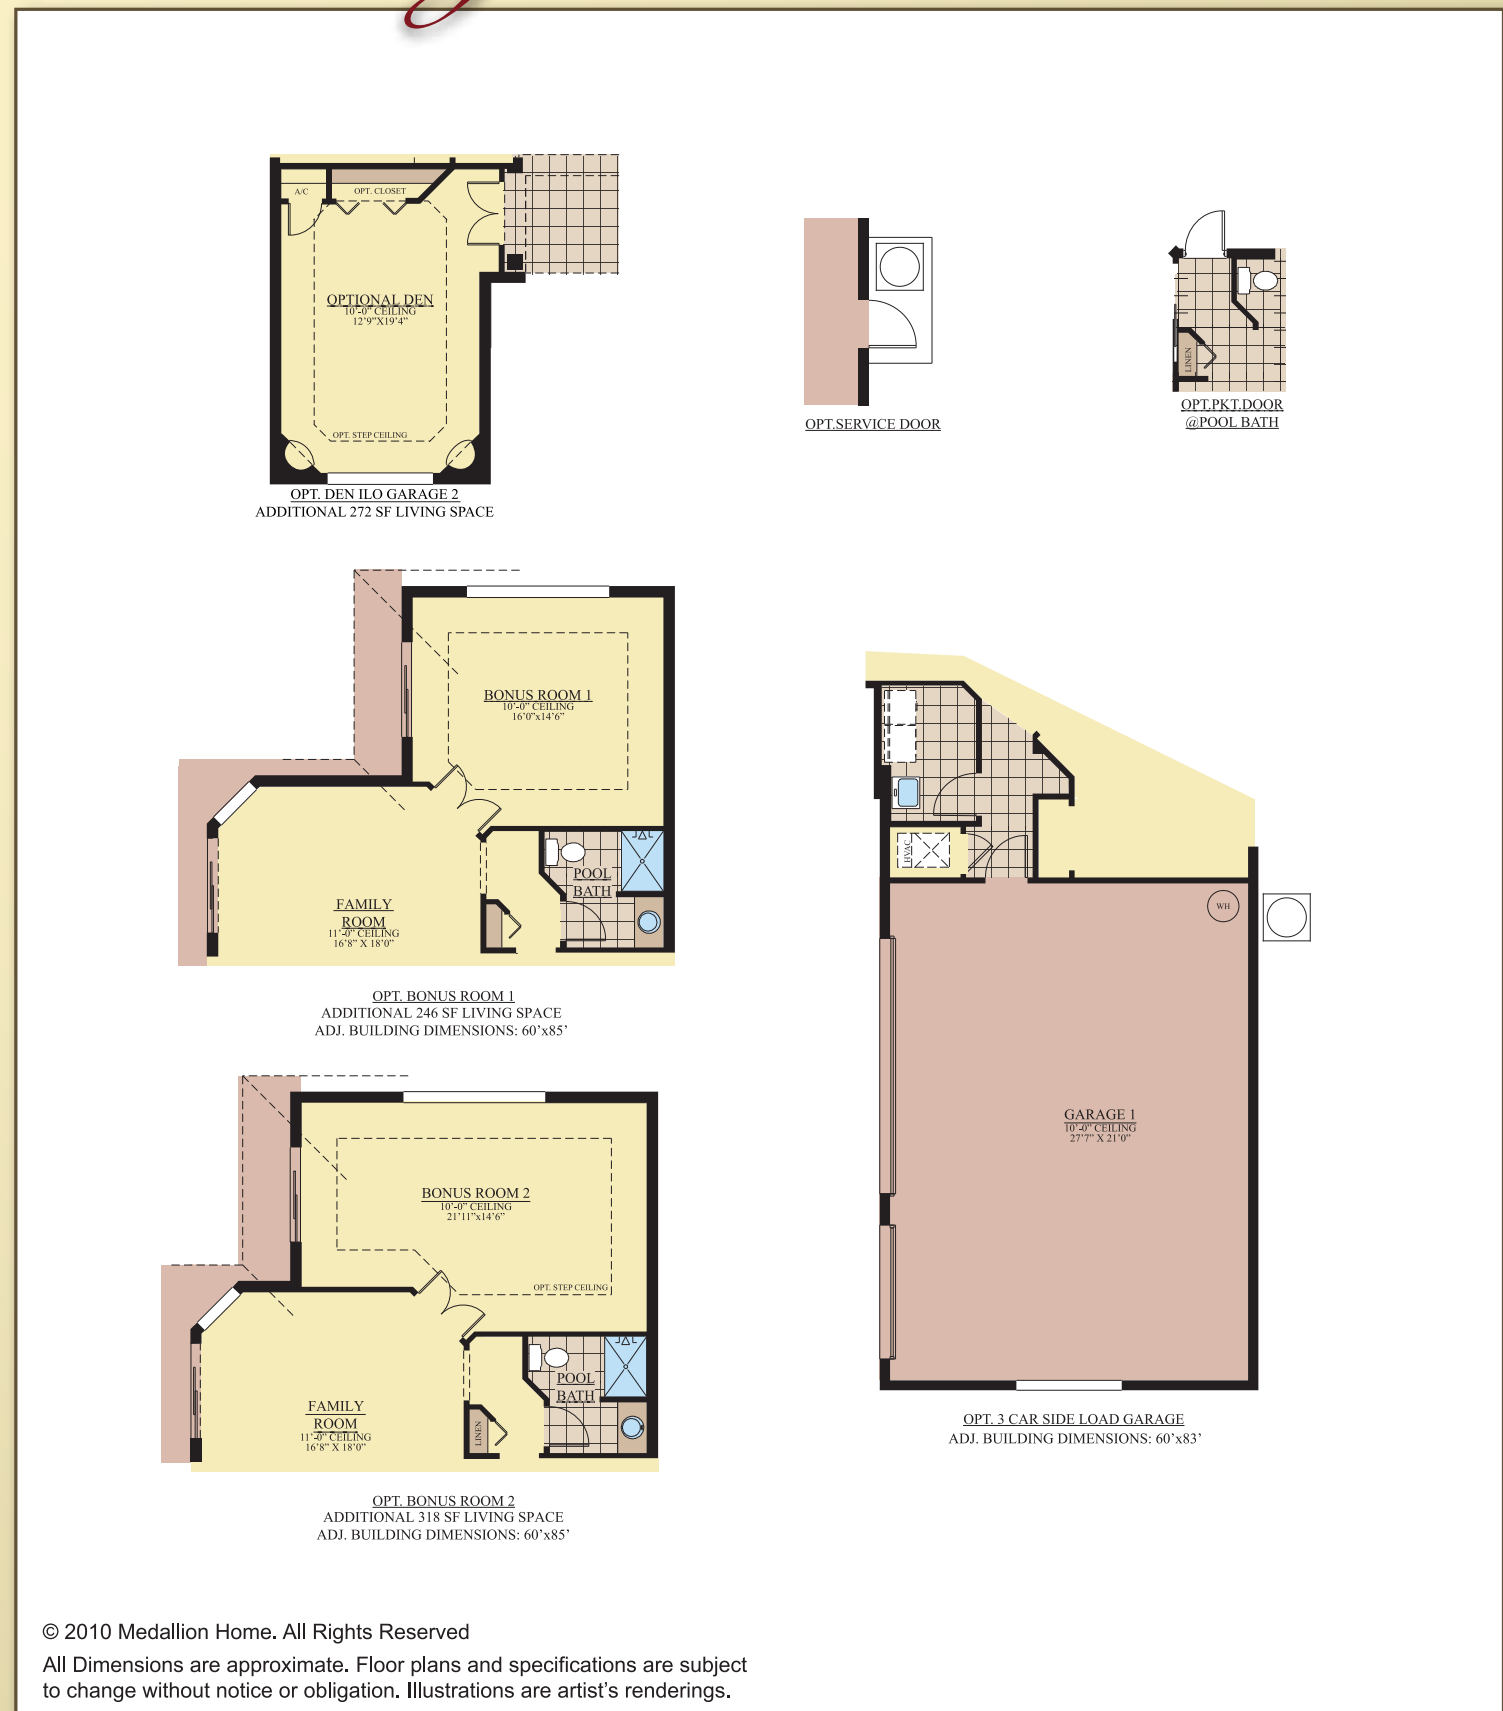 A/C
OPT. CLOSET
OPTIONAL DEN
10'-0" CEILING
12'9"X19'4"
OPT. STEP CEILING
OPT. DEN ILO GARAGE 2
ADDITIONAL 272 SF LIVING SPACE
OPT.SERVICE DOOR
LINEN
OPT.PKT.DOOR
@POOL BATH
BONUS ROOM 1
10'-0" CEILING
16'0"x14'6"
POOL
BATH
FAMILY
ROOM
11'-0" CEILING
16'8" X 18'0"
OPT. BONUS ROOM 1
ADDITIONAL 246 SF LIVING SPACE
ADJ. BUILDING DIMENSIONS: 60'x85'
HVAC
WH
GARAGE 1
10'-0" CEILING
27'7" X 21'0"
OPT. 3 CAR SIDE LOAD GARAGE
ADJ. BUILDING DIMENSIONS: 60'x83'
BONUS ROOM 2
10'-0" CEILING
21'11"x14'6"
OPT. STEP CEILING
POOL
BATH
LINEN
FAMILY
ROOM
11'-0" CEILING
16'8" X 18'0"
OPT. BONUS ROOM 2
ADDITIONAL 318 SF LIVING SPACE
ADJ. BUILDING DIMENSIONS: 60'x85'
© 2010 Medallion Home. All Rights Reserved
All Dimensions are approximate. Floor plans and specifications are subject
to change without notice or obligation. Illustrations are artist's renderings.